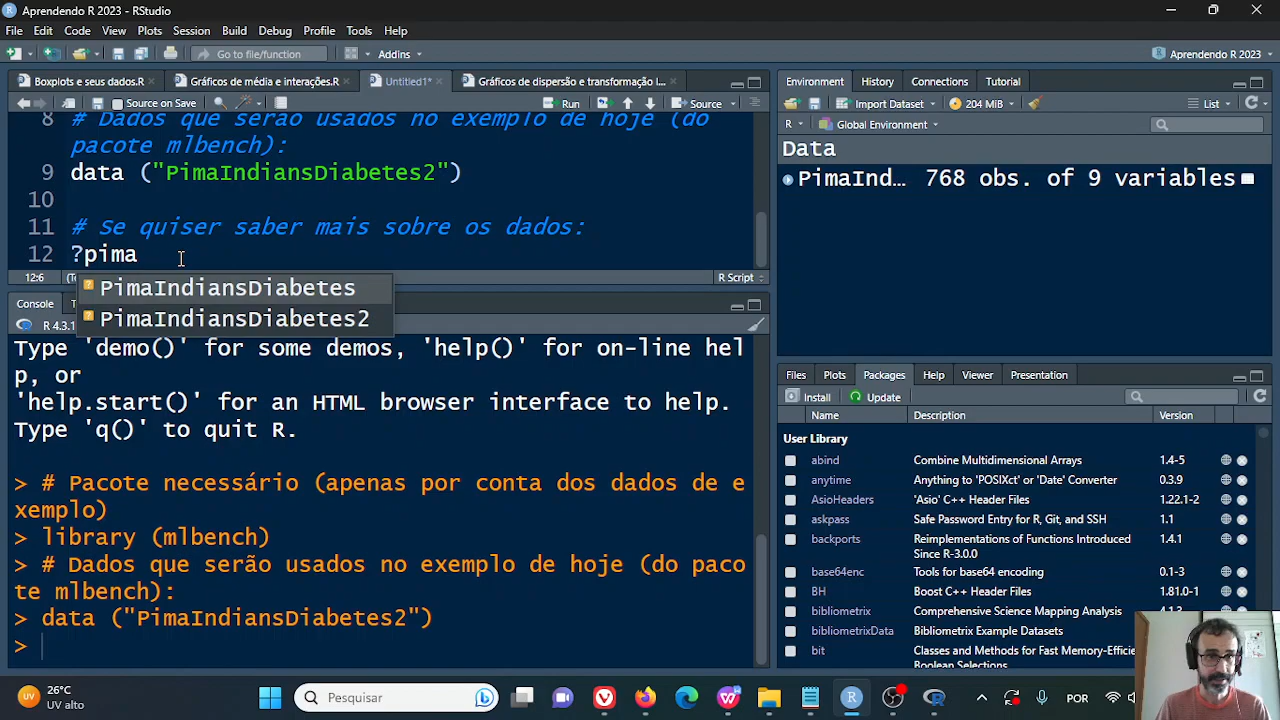 Aprendendo R 2023 - RStudio
File Edit Code View Plots Session Build Debug Profile Tools Help
Go to file/function Addins Aprendendo R 2023
Boxplots e seus dados.R Gráficos de média e interações.R Untitled1* Gráficos de dispersão e transformação l...
Source on Save Run Source
8 # Dados que serão usados no exemplo de hoje (do
pacote mlbench):
9 data ("PimaIndiansDiabetes2")
10
11 # Se quiser saber mais sobre os dados:
12 ?pima
12:6 R Script
PimaIndiansDiabetes
PimaIndiansDiabetes2
Console
R 4.3.1
Type 'demo()' for some demos, 'help()' for on-line hel
p, or
'help.start()' for an HTML browser interface to help.
Type 'q()' to quit R.
> # Pacote necessário (apenas por conta dos dados de e
xemplo)
> library (mlbench)
> # Dados que serão usados no exemplo de hoje (do paco
te mlbench):
> data ("PimaIndiansDiabetes2")
>
Environment History Connections Tutorial
Import Dataset 204 MiB List
R Global Environment
Data
PimaInd... 768 obs. of 9 variables
Files Plots Packages Help Viewer Presentation
Install Update
Name Description Version
User Library
abind Combine Multidimensional Arrays 1.4-5
anytime Anything to 'POSIXct' or 'Date' Converter 0.3.9
AsioHeaders 'Asio' C++ Header Files 1.22.1-2
askpass Safe Password Entry for R, Git, and SSH 1.1
backports Reimplementations of Functions Introduced 1.4.1
Since R-3.0.0
base64enc Tools for base64 encoding 0.1-3
BH Boost C++ Header Files 1.81.0-1
bibliometrix Comprehensive Science Mapping Analysis
bibliometrixData Bibliometrix Example Datasets
bit Classes and Methods for Fast Memory-Efficie
Boolean Selections
UV 26°C
UV alto
Pesquisar
POR